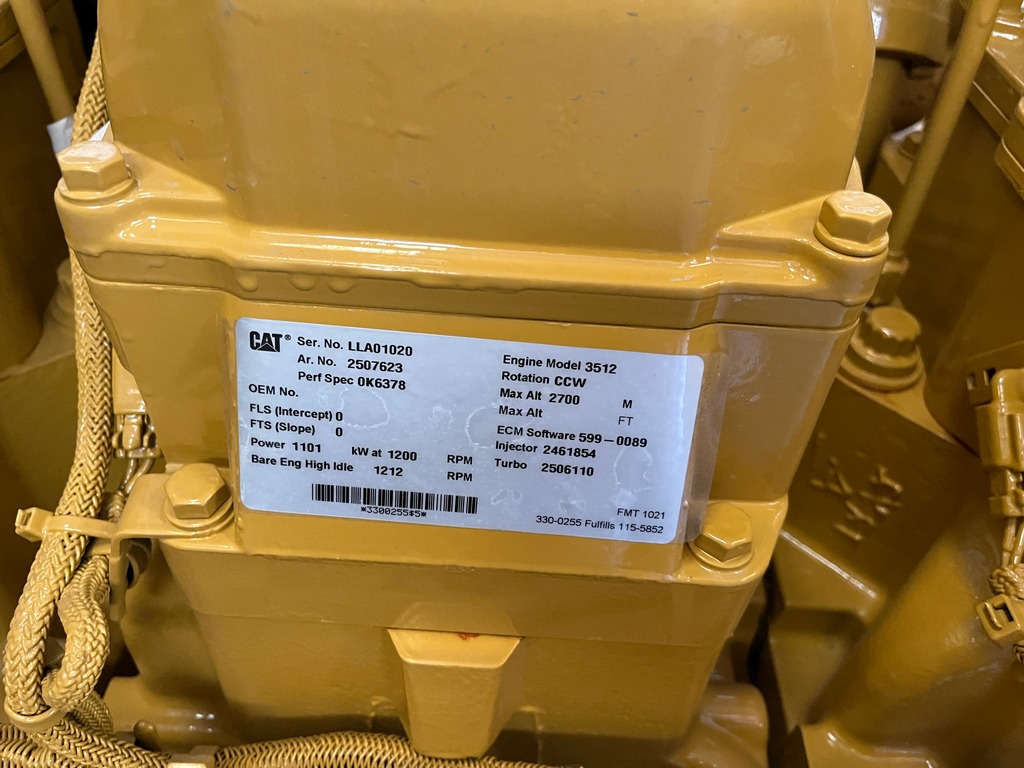 CAT® Ser. No. LLA01020
Ar. No. 2507623
Perf Spec 0K6378
OEM No.
FLS (Intercept) 0
FTS (Slope) 0
Power 1101 kW at 1200 RPM
Bare Eng High Idle 1212 RPM
*3300255$5*
Engine Model 3512
Rotation CCW
Max Alt 2700 M
Max Alt FT
ECM Software 599-0089
Injector 2461854
Turbo 2506110
FMT 1021
330-0255 Fulfills 115-5852